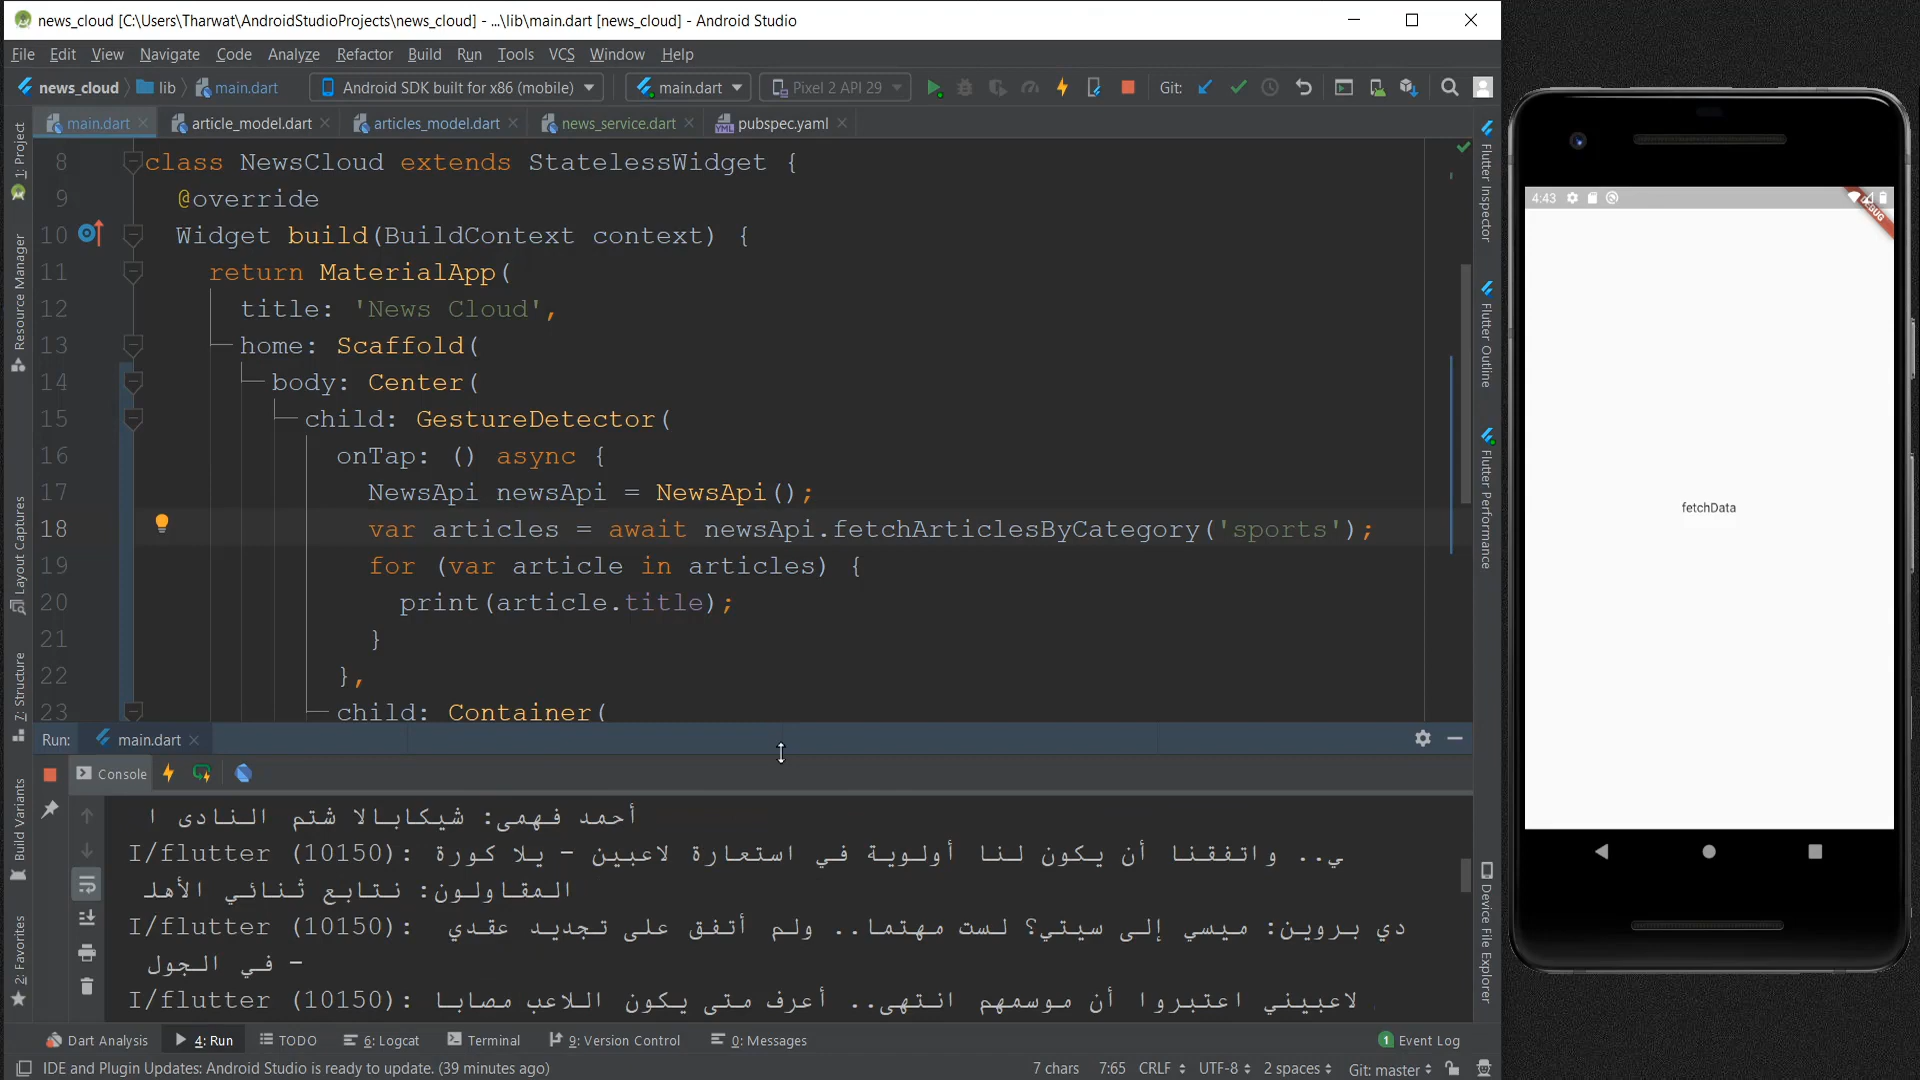 news_cloud [C:\Users\Tharwat\AndroidStudioProjects\news_cloud] - ...\lib\main.dart [news_cloud] - Android Studio
File Edit View Navigate Code Analyze Refactor Build Run Tools VCS Window Help
news_cloud lib main.dart Android SDK built for x86 (mobile) main.dart Pixel 2 API 29 Git:
main.dart article_model.dart articles_model.dart news_service.dart pubspec.yaml
8 class NewsCloud extends StatelessWidget {
9 @override
10 Widget build(BuildContext context) {
11 return MaterialApp(
12 title: 'News Cloud',
13 home: Scaffold(
14 body: Center(
15 child: GestureDetector(
16 onTap: () async {
17 NewsApi newsApi = NewsApi();
18 var articles = await newsApi.fetchArticlesByCategory('sports');
19 for (var article in articles) {
20 print(article.title);
21 }
22 },
23 child: Container(
1: Project
Resource Manager
Layout Captures
7: Structure
Build Variants
2: Favorites
Flutter Inspector
Flutter Outline
Flutter Performance
Device File Explorer
Run: main.dart
Console
أحمد فهمى: شيكابالا شتم النادى ا
I/flutter (10150): ي.. واتفقنا أن يكون لنا أولوية في استعارة لاعبين - يلا كورة
المقاولون: نتابع ثنائي الأهل
I/flutter (10150): دي بروين: ميسي إلى سيتي؟ لست مهتما.. ولم أتفق على تجديد عقدي
- في الجول
I/flutter (10150): لاعبيني اعتبروا أن موسمهم انتهى.. أعرف متى يكون اللاعب مصابا
Dart Analysis 4: Run TODO 6: Logcat Terminal 9: Version Control 0: Messages 1 Event Log
IDE and Plugin Updates: Android Studio is ready to update. (39 minutes ago) 7 chars 7:65 CRLF UTF-8 2 spaces Git: master
4:43
DEBUG
fetchData